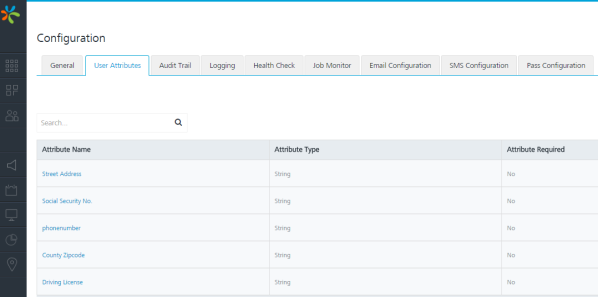 Configuration
General User Attributes Audit Trail Logging Health Check Job Monitor Email Configuration SMS Configuration Pass Configuration
Search...
Attribute Name Attribute Type Attribute Required
Street Address String No
Social Security No. String No
phonenumber String No
County Zipcode String No
Driving License String No